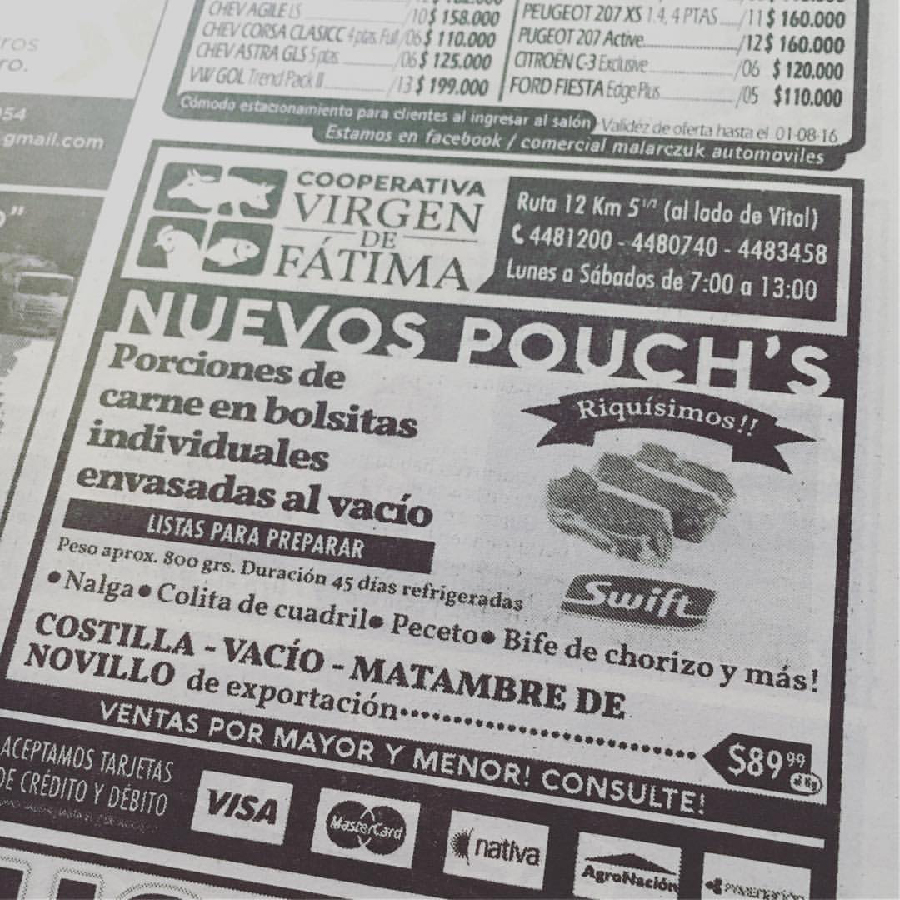 CHEV AGILE LS /10 $ 158.000
CHEV CORSA CLASICC 4 ptas. Full /06 $ 110.000
CHEV ASTRA GLS 5 ptas /06 $ 125.000
VW GOL Trend Pack II /13 $ 199.000
PEUGEOT 207 XS 1.4, 4 PTAS /11 $ 160.000
PUGEOT 207 Active /12 $ 160.000
CITROËN C-3 Exclusive /06 $ 120.000
FORD FIESTA Edge Plus /05 $110.000
Cómodo estacionamiento para clientes al ingresar al salón
Validéz de oferta hasta el 01-08-16
Estamos en facebook / comercial malarczuk automoviles
ros
ro.
954
gmail.com
COOPERATIVA
VIRGEN
DE
FÁTIMA
Ruta 12 Km 5 1/2 (al lado de Vital)
4481200 - 4480740 - 4483458
Lunes a Sábados de 7:00 a 13:00
NUEVOS POUCH'S
Porciones de
carne en bolsitas
individuales
envasadas al vacío
Riquísimos!!
LISTAS PARA PREPARAR
Swift
Peso aprox. 800 grs. Duración 45 días refrigeradas
•Nalga• Colita de cuadril• Peceto• Bife de chorizo y más!
COSTILLA - VACÍO - MATAMBRE DE
NOVILLO de exportación
$89,99
el Kg
VENTAS POR MAYOR Y MENOR! CONSULTE!
ACEPTAMOS TARJETAS
DE CRÉDITO Y DÉBITO
VISA
MasterCard
nativa
AgroNación